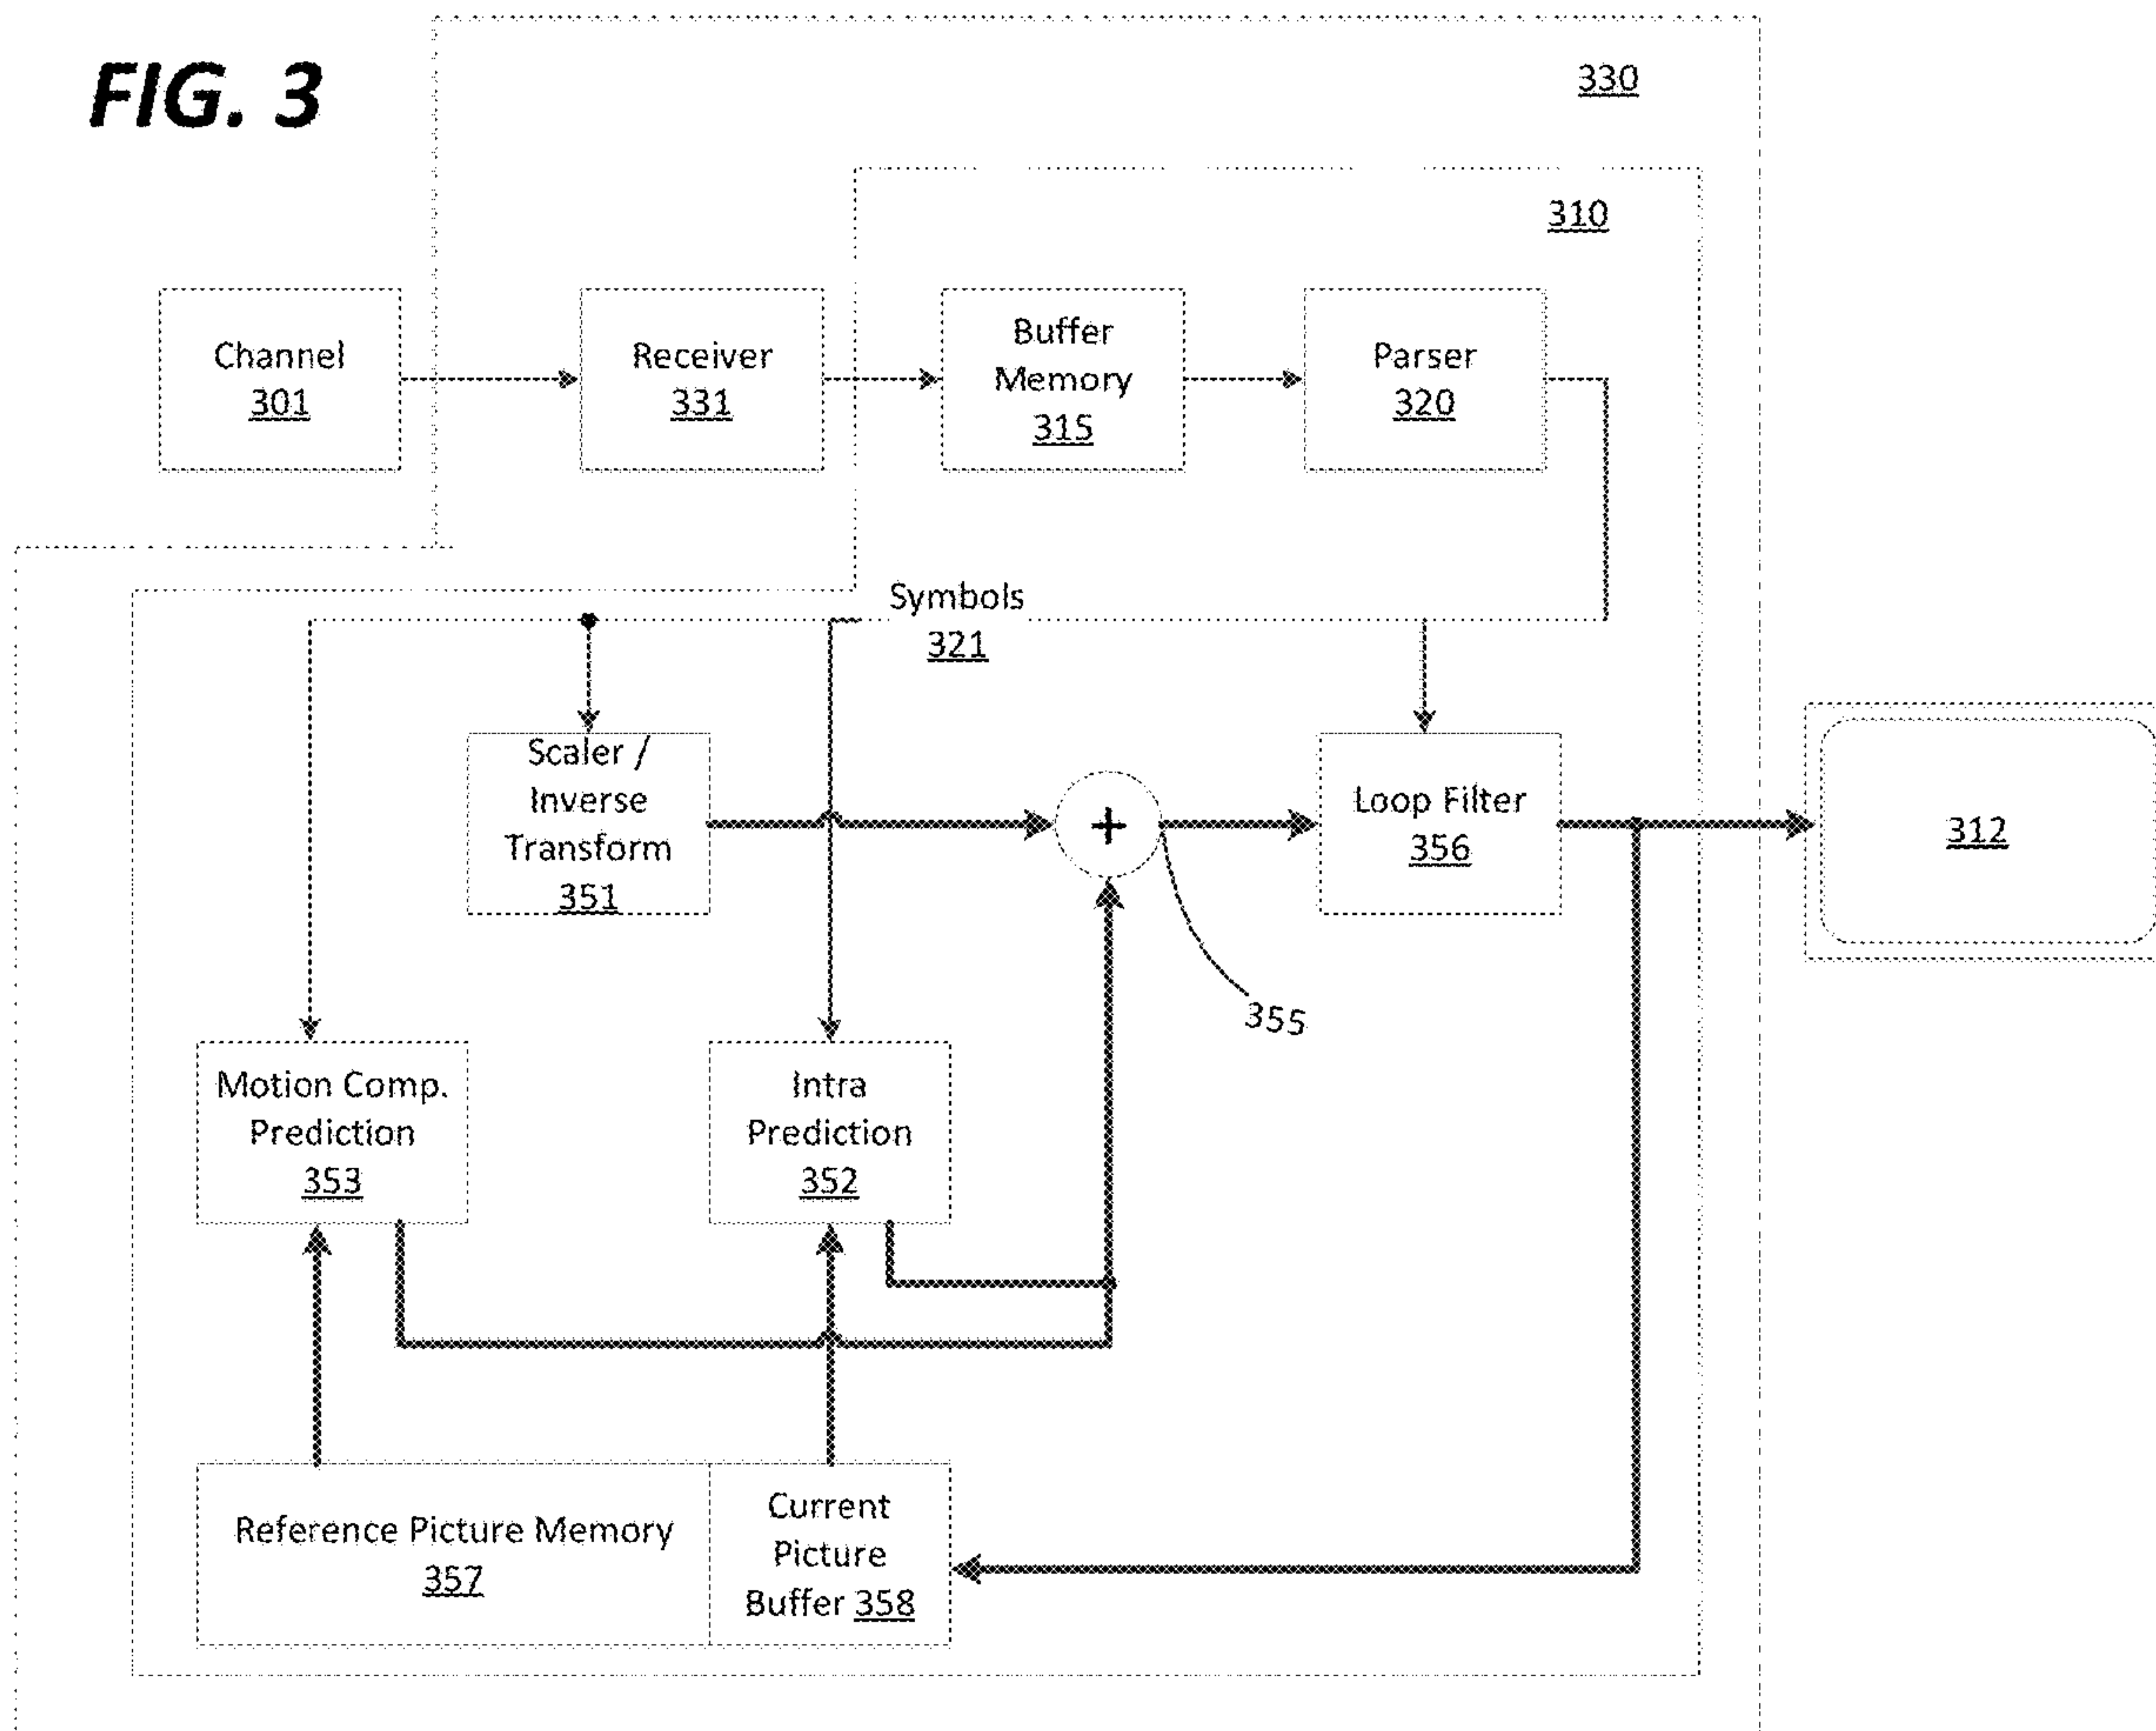 FIG. 3
330
310
Channel
301
Receiver
331
Buffer
Memory
315
Parser
320
Symbols
321
Scaler /
Inverse
Transform
351
+
Loop Filter
356
312
355
Motion Comp.
Prediction
353
Intra
Prediction
352
Reference Picture Memory
357
Current
Picture
Buffer 358